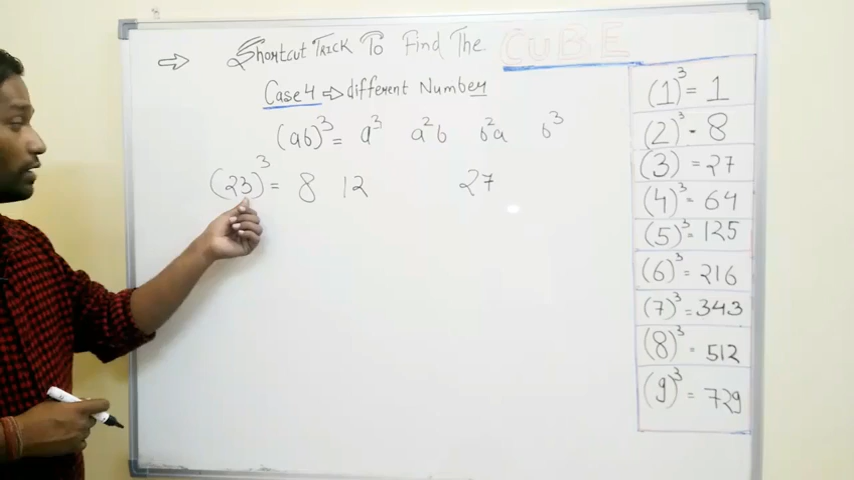 ⇒ Shortcut TRICK To Find The CUBE
Case 4 ⇒ different Number
(ab)³ = a³ a²b b²a b³
(23)³ = 8 12 27
(1)³ = 1
(2)³ - 8
(3) = 27
(4)³ = 64
(5)³ = 125
(6)³ = 216
(7)³ = 343
(8)³ = 512
(9)³ = 729